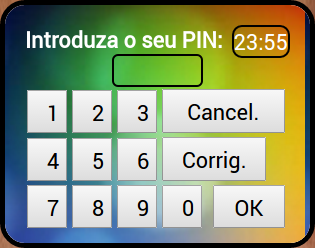 Introduza o seu PIN: 23:55
1 2 3 Cancel.
4 5 6 Corrig.
7 8 9 0 OK